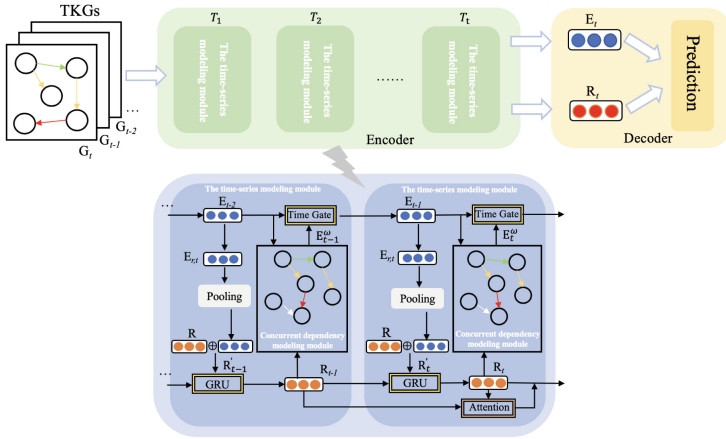 TKGs
G_t
G_{t-1}
G_{t-2}
...
T_1
T_2
T_t
The time-series
modeling module
The time-series
modeling module
......
The time-series
modeling module
Encoder
E_t
R_t
Prediction
Decoder
The time-series modeling module
...
E_{t-2}
Time Gate
E_{t-1}^ω
E_{r,t}
Pooling
Concurrent dependency
modeling module
R
⊕
R'_{t-1}
...
GRU
R_{t-1}
The time-series modeling module
E_{t-1}
Time Gate
E_t^ω
E_{r,t}
Pooling
Concurrent dependency
modeling module
R
⊕
R'_t
GRU
R_t
Attention